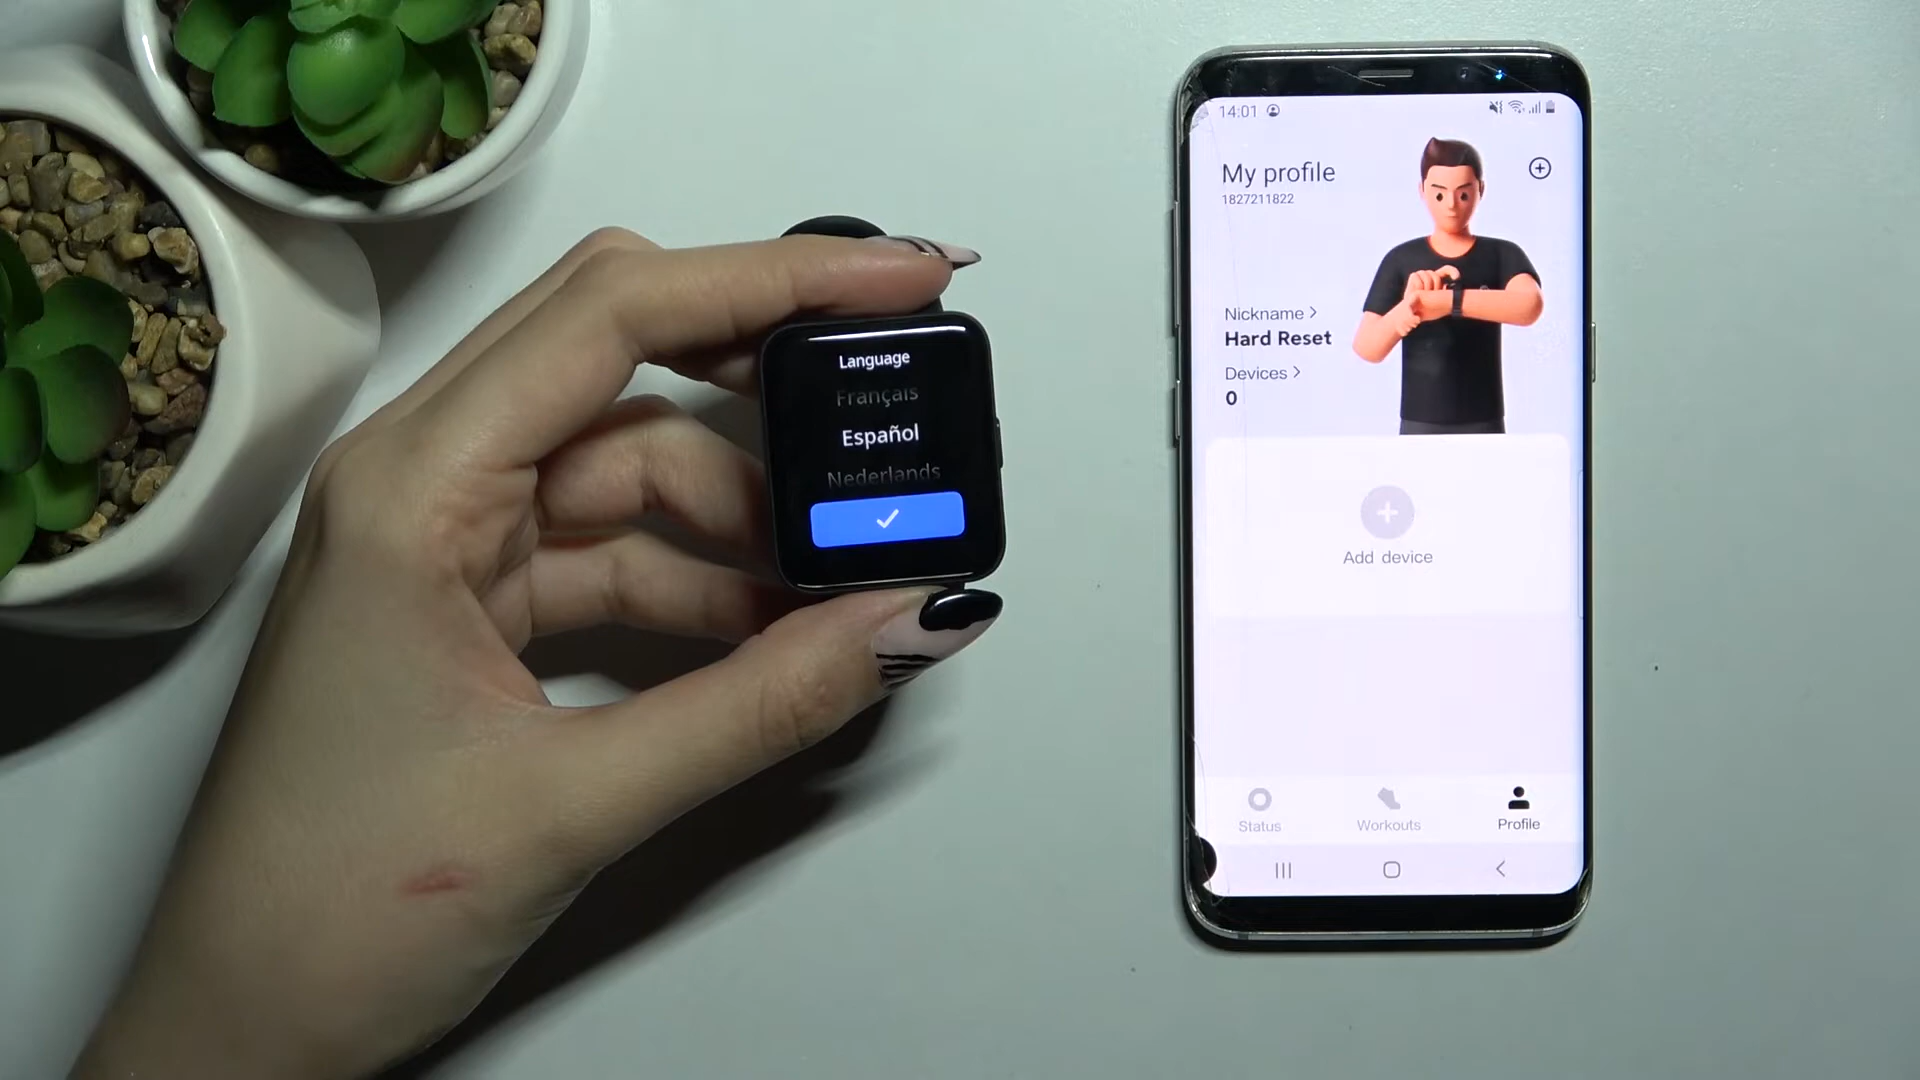 Language
Français
Español
Nederlands
14:01
My profile
1827211822
Nickname >
Hard Reset
Devices >
0
Add device
Status
Workouts
Profile